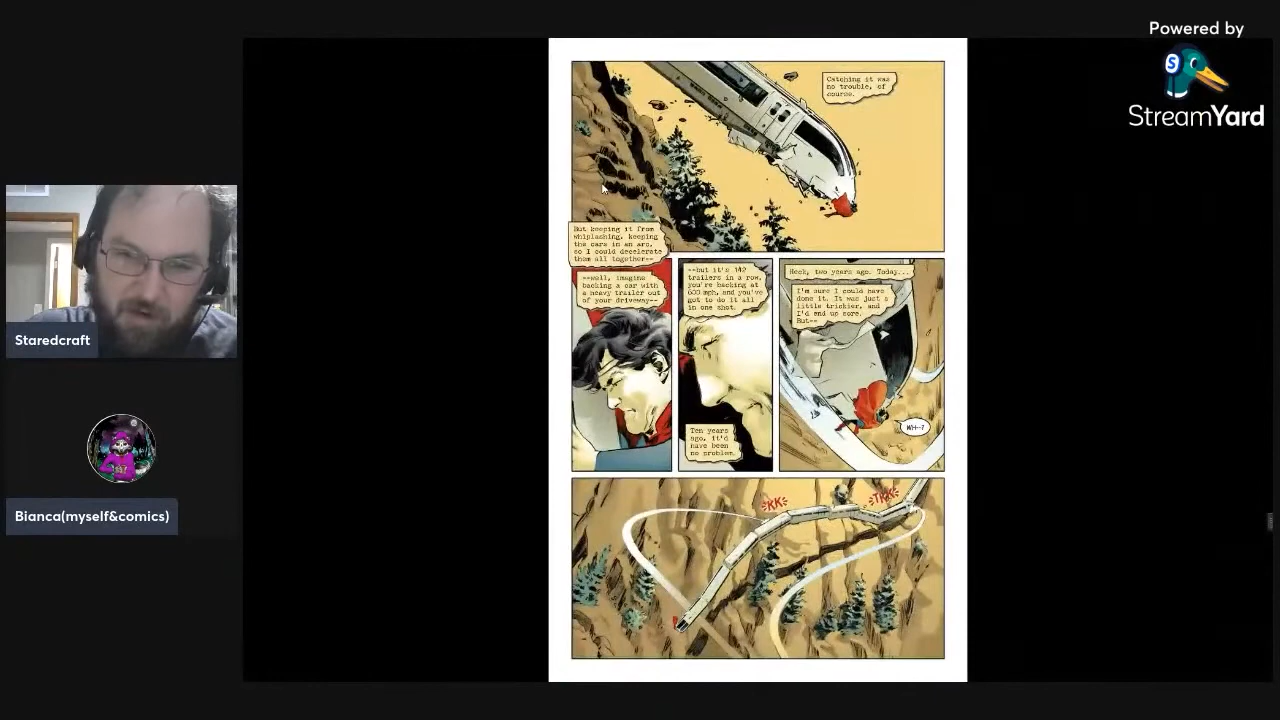 Powered by
StreamYard
Catching it was
no trouble, of
course.
But keeping it from
whiplashing, keeping
the cars in an arc,
so I could decelerate
them all together--
--well, imagine
backing a car with
a heavy trailer out
of your driveway--
--but it's 142
trailers in a row,
you're backing at
600 mph, and you've
got to do it all
in one shot.
Ten years
ago, it'd
have been
no problem.
Heck, two years ago. Today...
I'm sure I could have
done it. It was just a
little trickier, and
I'd end up sore.
But--
WH--?
KK
TKK
Staredcraft
Bianca(myself&comics)